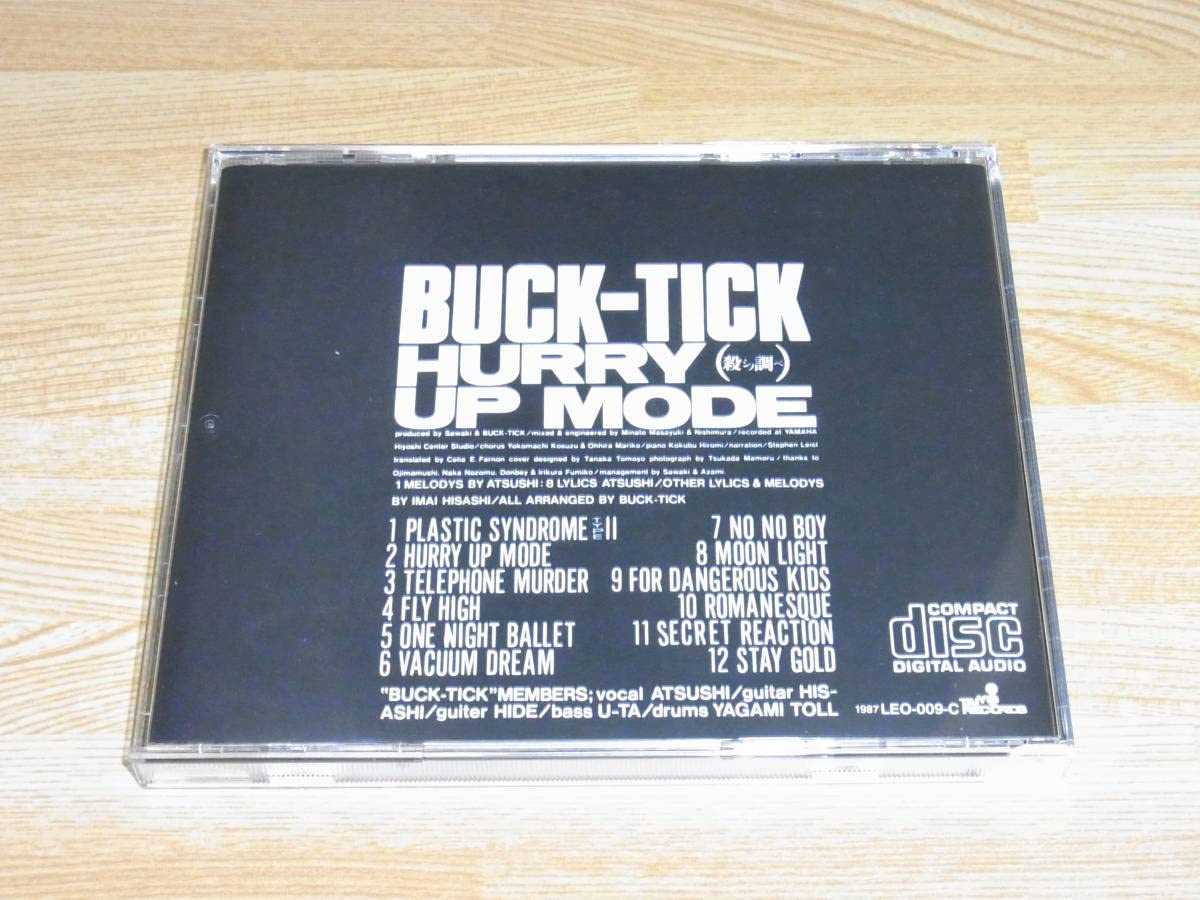 BUCK-TICK
HURRY (殺シノ調ベ)
UP MODE
produced by Sawaki & BUCK-TICK/mixed & engineered by Minato Masayuki & Nishimura/recorded at YAMAHA
Hiyoshi Center Studio/chorus Yokomachi Kosuzu & Ohhira Mariko/piano Kokubu Hiromi/narration/Stephen Leist
translated by Celia E. Farnon cover designed by Tanaka Tomoyo photograph by Tsukada Mamoru/thanks to
Ojimamushi, Naka Nozomu, Donbey & Irikura Fumiko/management by Sawaki & Azami.
1 MELODYS BY ATSUSHI: 8 LYLICS ATSUSHI/OTHER LYLICS & MELODYS
BY IMAI HISASHI/ALL ARRANGED BY BUCK-TICK
1 PLASTIC SYNDROME TYPE II
2 HURRY UP MODE
3 TELEPHONE MURDER
4 FLY HIGH
5 ONE NIGHT BALLET
6 VACUUM DREAM
7 NO NO BOY
8 MOON LIGHT
9 FOR DANGEROUS KIDS
10 ROMANESQUE
11 SECRET REACTION
12 STAY GOLD
"BUCK-TICK"MEMBERS;vocal ATSUSHI/guitar HIS-
ASHI/guiter HIDE/bass U-TA/drums YAGAMI TOLL
COMPACT
disc
DIGITAL AUDIO
1987 LEO-009-C
RECORDS